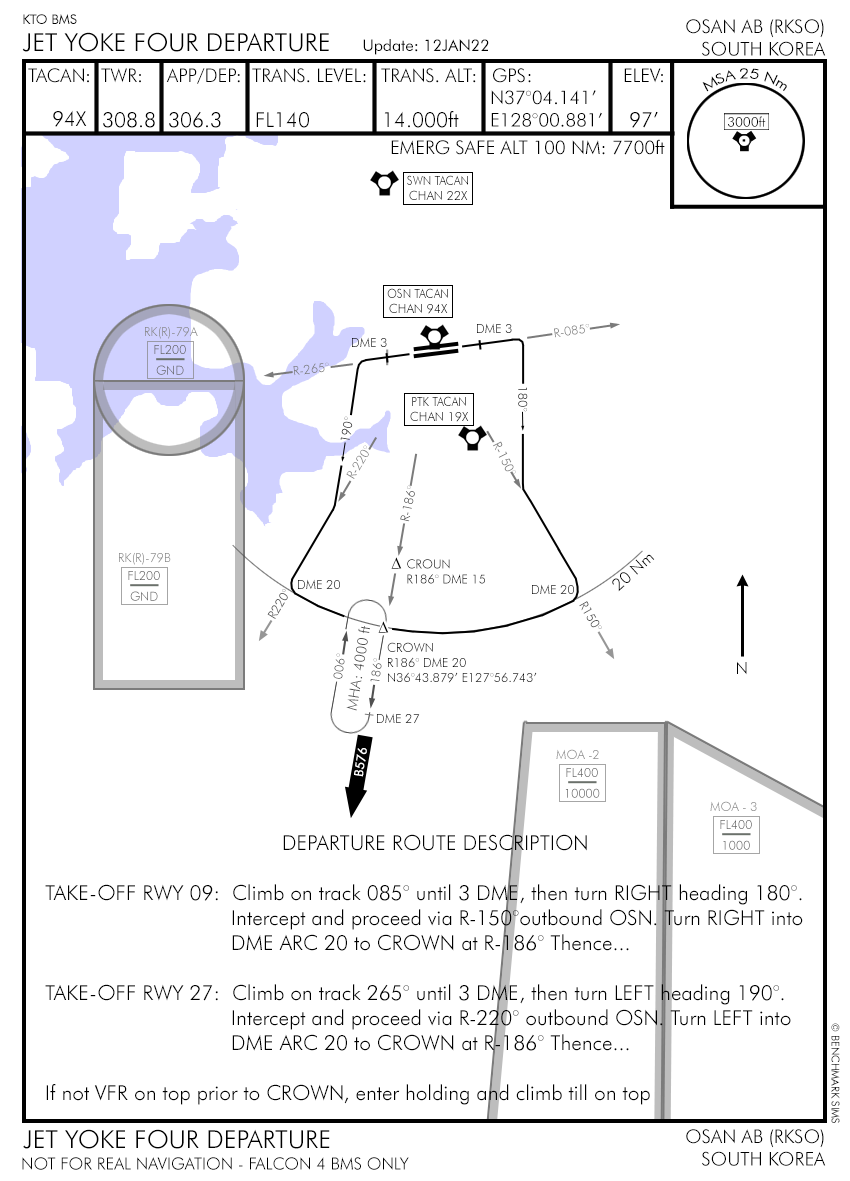 KTO BMS
JET YOKE FOUR DEPARTURE
Update: 12JAN22
OSAN AB (RKSO)
SOUTH KOREA
TACAN:
94X
TWR:
308.8
APP/DEP:
306.3
TRANS. LEVEL:
FL140
TRANS. ALT:
14.000ft
GPS:
N37°04.141’
E128°00.881’
ELEV:
97’
MSA 25 Nm
3000ft
EMERG SAFE ALT 100 NM: 7700ft
SWN TACAN
CHAN 22X
OSN TACAN
CHAN 94X
DME 3
DME 3
R-085°
R-265°
RK(R)-79A
FL200
GND
PTK TACAN
CHAN 19X
180°
190°
R-220°
R-150°
R-186°
CROUN
R186° DME 15
RK(R)-79B
FL200
GND
DME 20
DME 20
20 Nm
R220°
R150°
CROWN
R186° DME 20
N36°43.879’ E127°56.743’
006°
MHA: 4000 ft
186°
DME 27
N
B576
MOA -2
FL400
10000
MOA - 3
FL400
1000
DEPARTURE ROUTE DESCRIPTION
TAKE-OFF RWY 09: Climb on track 085° until 3 DME, then turn RIGHT heading 180°.
Intercept and proceed via R-150°outbound OSN. Turn RIGHT into
DME ARC 20 to CROWN at R-186° Thence...
TAKE-OFF RWY 27: Climb on track 265° until 3 DME, then turn LEFT heading 190°.
Intercept and proceed via R-220° outbound OSN. Turn LEFT into
DME ARC 20 to CROWN at R-186° Thence...
If not VFR on top prior to CROWN, enter holding and climb till on top
© BENCHMARK SIMS
JET YOKE FOUR DEPARTURE
NOT FOR REAL NAVIGATION - FALCON 4 BMS ONLY
OSAN AB (RKSO)
SOUTH KOREA